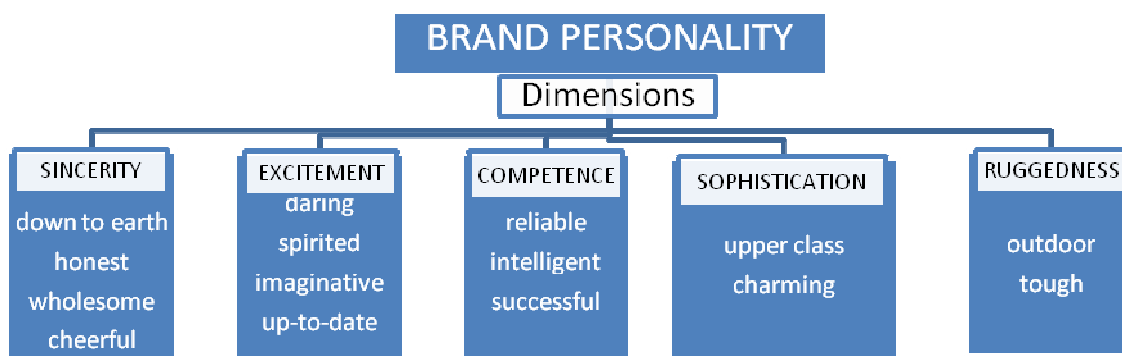 BRAND PERSONALITY
Dimensions
SINCERITY
down to earth
honest
wholesome
cheerful
EXCITEMENT
daring
spirited
imaginative
up-to-date
COMPETENCE
reliable
intelligent
successful
SOPHISTICATION
upper class
charming
RUGGEDNESS
outdoor
tough